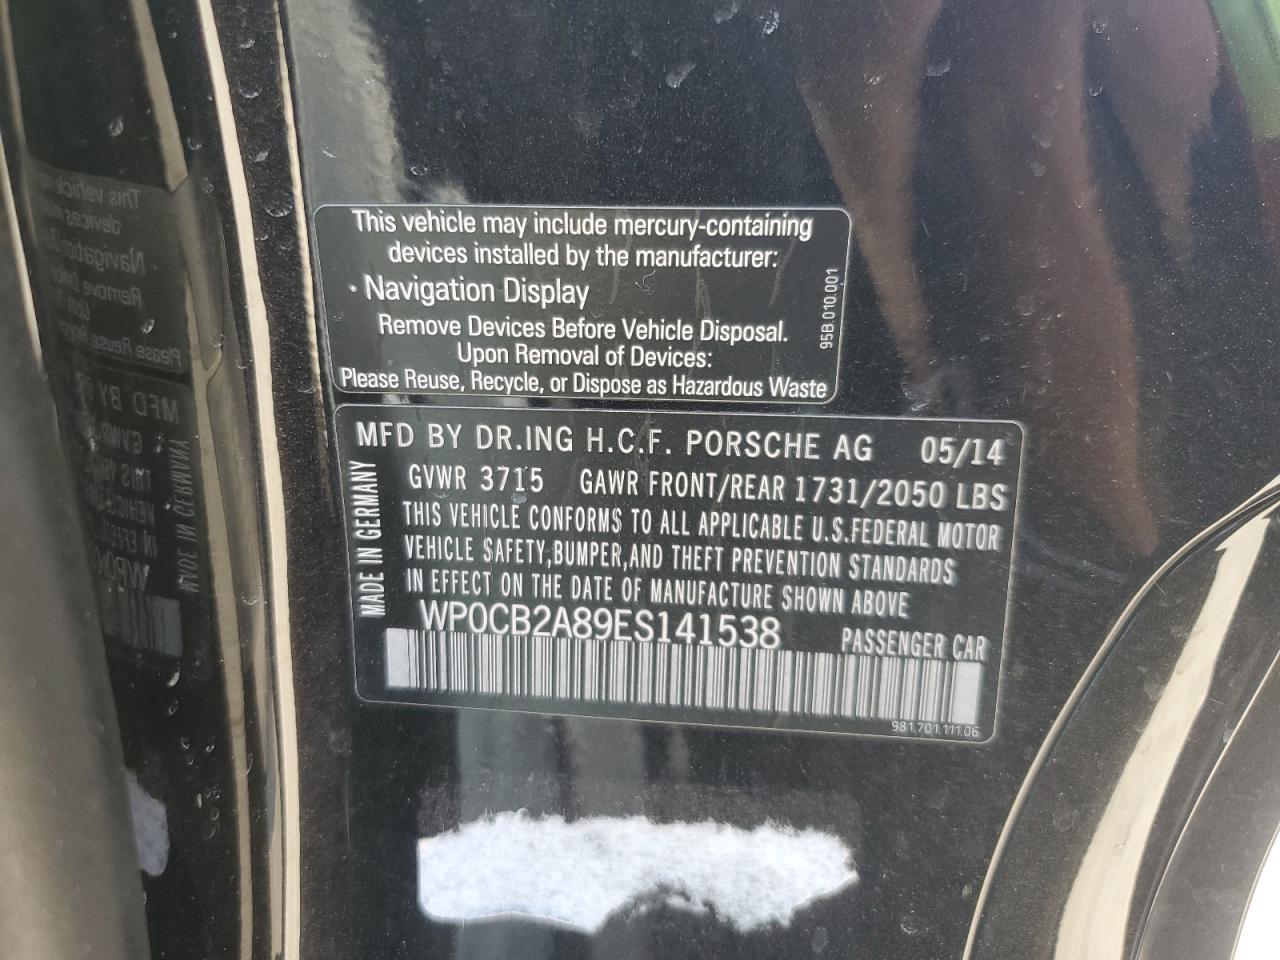 This vehicle may include mercury-containing
devices installed by the manufacturer:
· Navigation Display
Remove Devices Before Vehicle Disposal.
Upon Removal of Devices:
Please Reuse, Recycle, or Dispose as Hazardous Waste
95B.010.001
MFD BY DR.ING H.C.F. PORSCHE AG 05/14
GVWR 3715 GAWR FRONT/REAR 1731/2050 LBS
THIS VEHICLE CONFORMS TO ALL APPLICABLE U.S.FEDERAL MOTOR
VEHICLE SAFETY,BUMPER,AND THEFT PREVENTION STANDARDS
IN EFFECT ON THE DATE OF MANUFACTURE SHOWN ABOVE
MADE IN GERMANY
WP0CB2A89ES141538 PASSENGER CAR
981.701.111.06